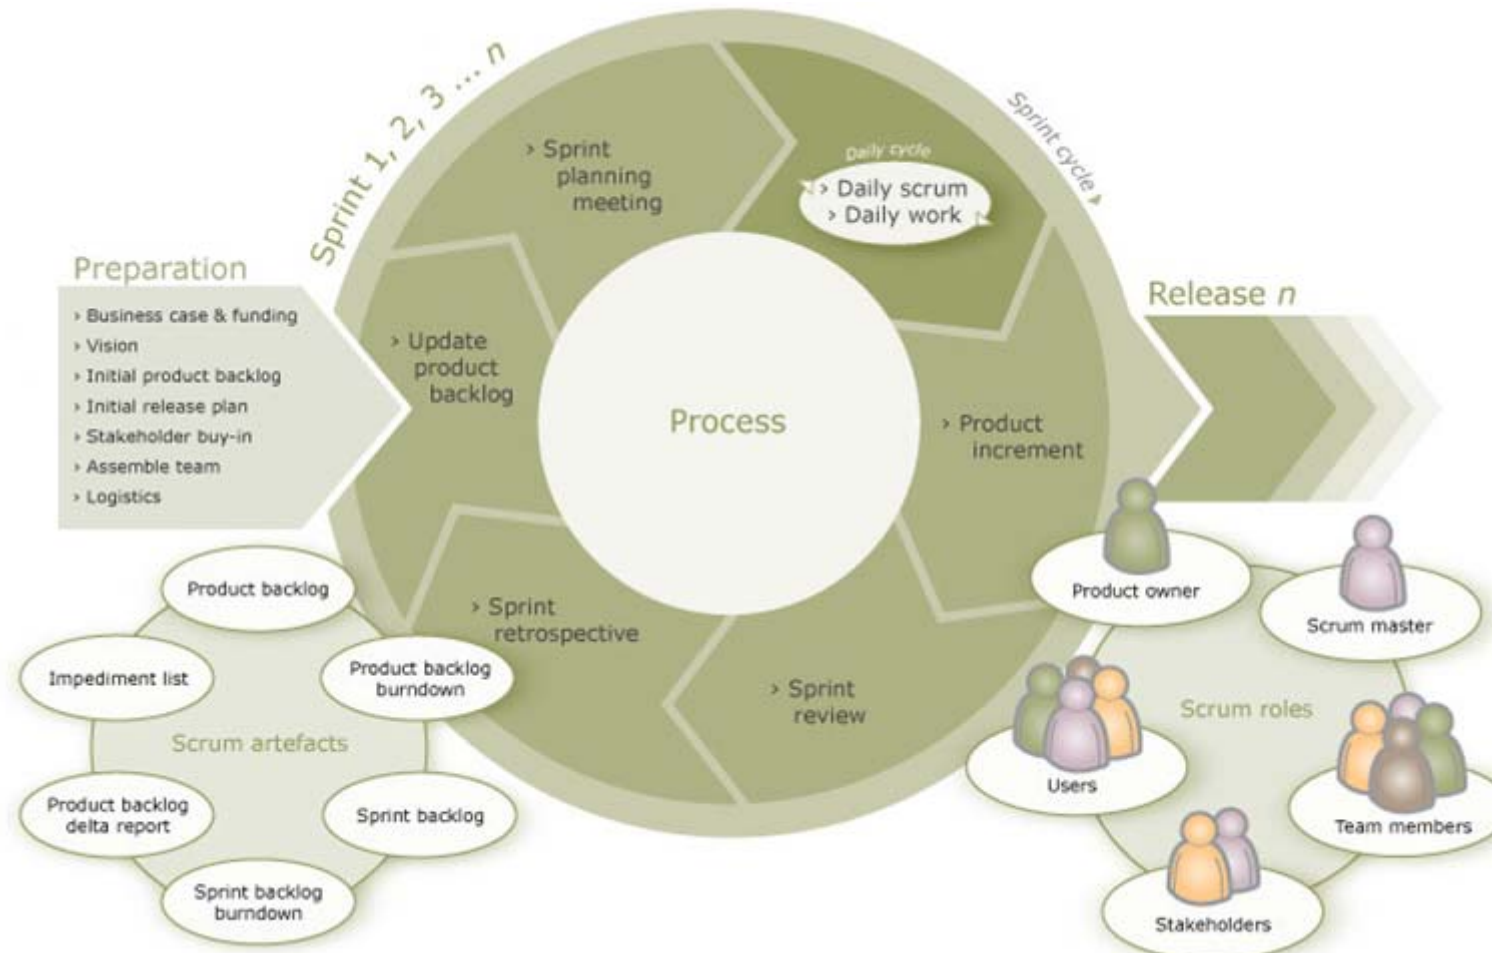 Sprint 1, 2, 3 ... n
Sprint cycle
Preparation
› Business case & funding
› Vision
› Initial product backlog
› Initial release plan
› Stakeholder buy-in
› Assemble team
› Logistics
› Sprint
planning
meeting
Daily cycle
› Daily scrum
› Daily work
› Update
product
backlog
Process
› Product
increment
› Sprint
retrospective
› Sprint
review
Release n
Product backlog
Impediment list
Product backlog
burndown
Scrum artefacts
Product backlog
delta report
Sprint backlog
Sprint backlog
burndown
Product owner
Scrum master
Scrum roles
Users
Team members
Stakeholders